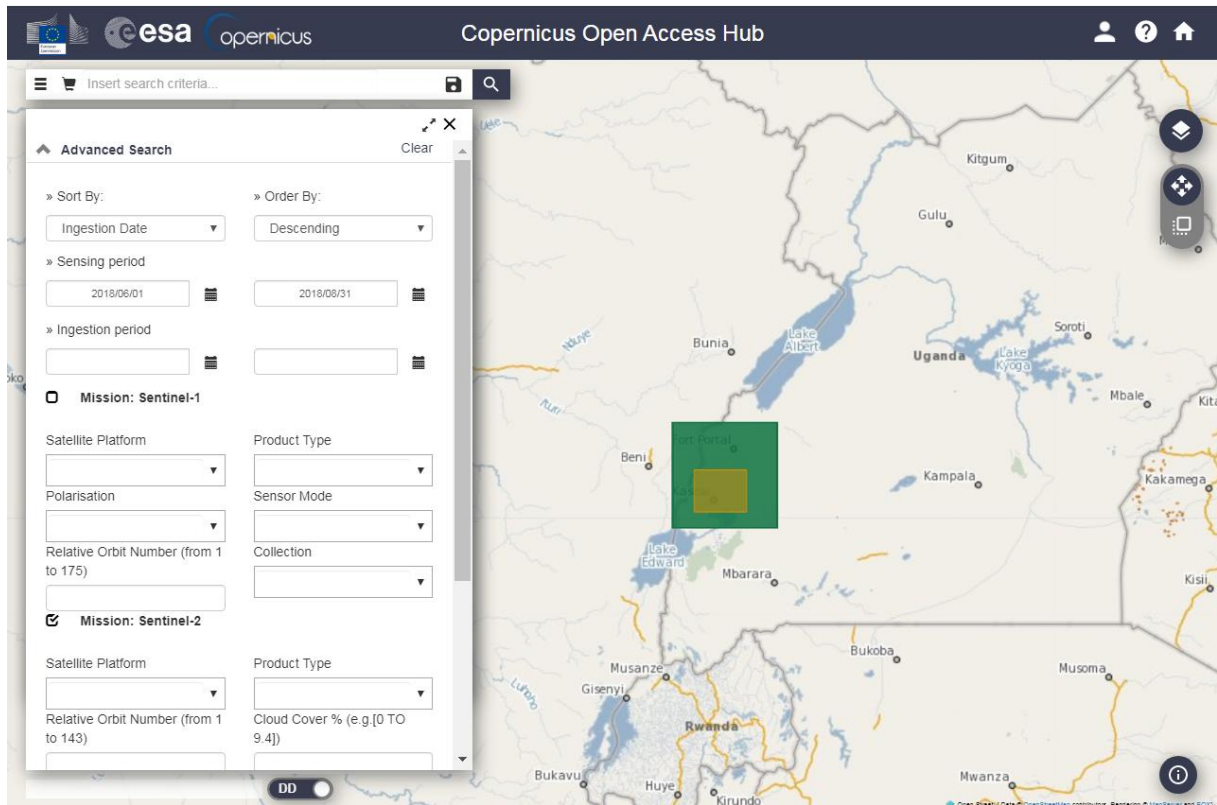 esa
opernicus
Copernicus Open Access Hub
Insert search criteria...
Advanced Search
Clear
» Sort By:
» Order By:
Ingestion Date
Descending
» Sensing period
2018/06/01
2018/08/31
» Ingestion period
Mission: Sentinel-1
Satellite Platform
Product Type
Polarisation
Sensor Mode
Relative Orbit Number (from 1
to 175)
Collection
Mission: Sentinel-2
Satellite Platform
Product Type
Relative Orbit Number (from 1
to 143)
Cloud Cover % (e.g.[0 TO
9.4])
DD
Uele
Kitgum
Gulu
Nduye
Bunia
Lake
Albert
Soroti
Uganda
Lake
Kyoga
Mbale
Kita
Ituri
Fort Portal
Beni
Kampala
Kakamega
Lake
Edward
Mbarara
Kisii
Bukoba
Musanze
Musoma
Gisenyi
Rwanda
Bukavu
Huye
Kirundo
Mwanza